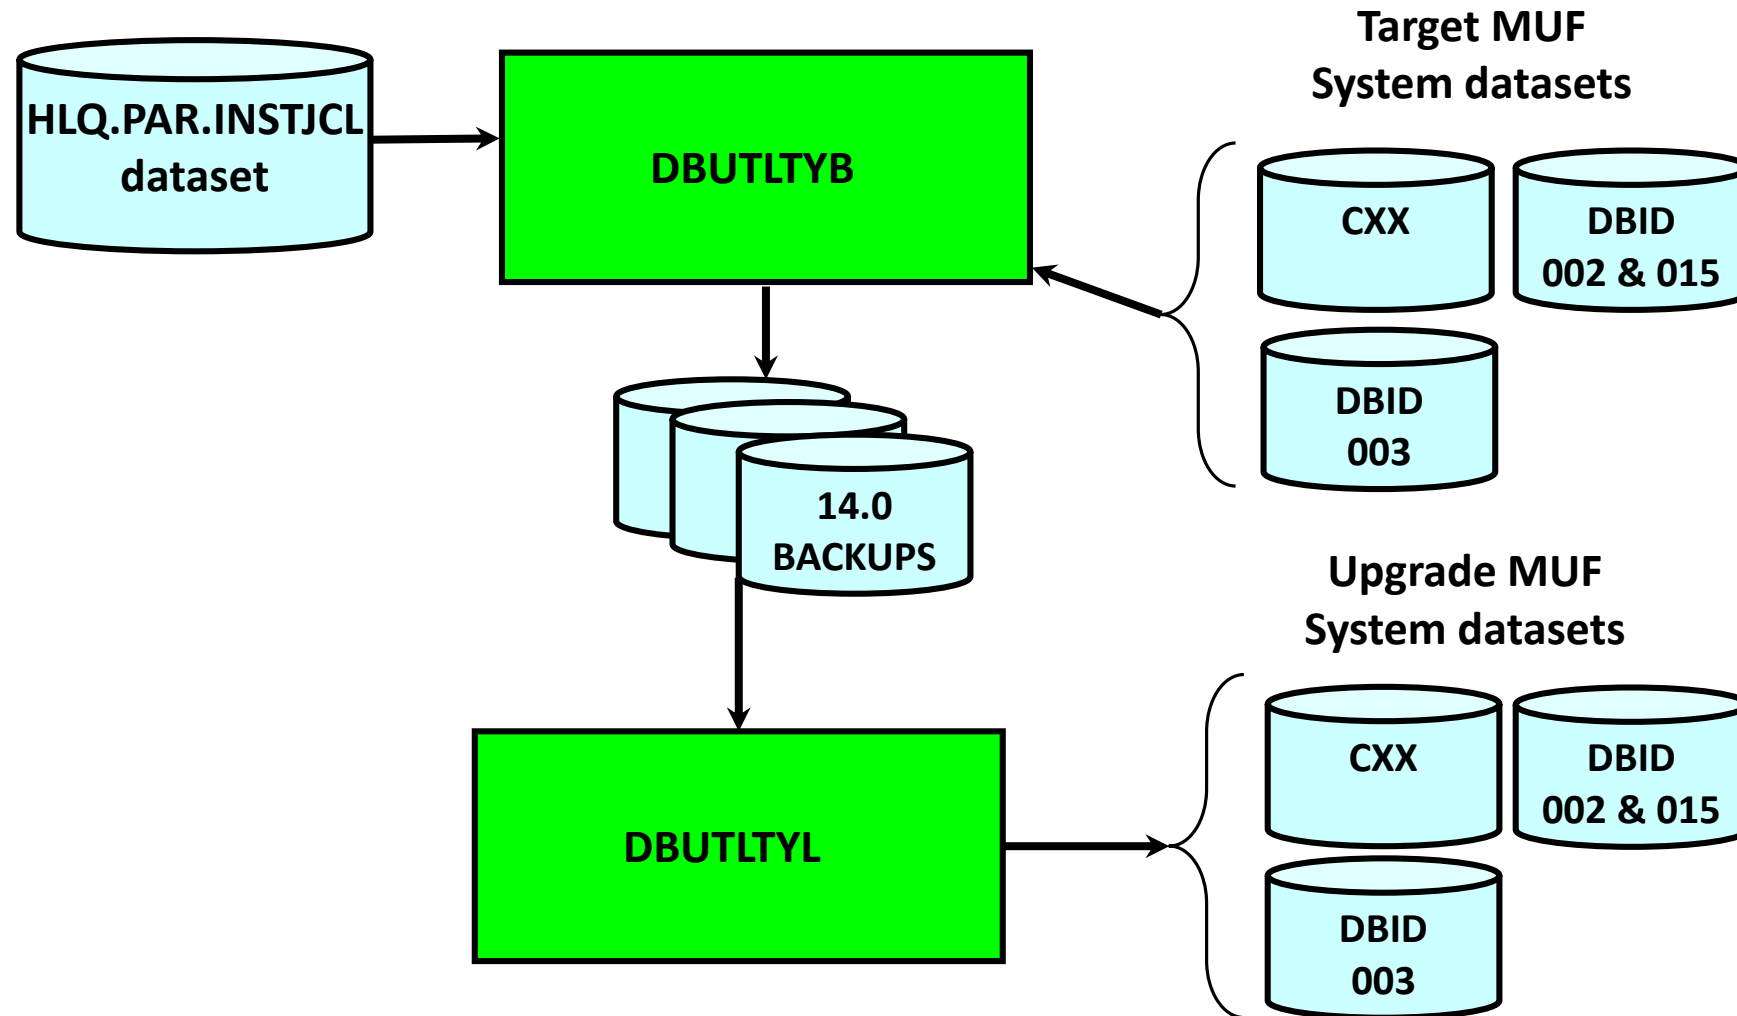 Target MUF
System datasets
HLQ.PAR.INSTJCL
dataset
DBUTLTYB
CXX
DBID
002 & 015
DBID
003
14.0
BACKUPS
Upgrade MUF
System datasets
DBUTLTYL
CXX
DBID
002 & 015
DBID
003